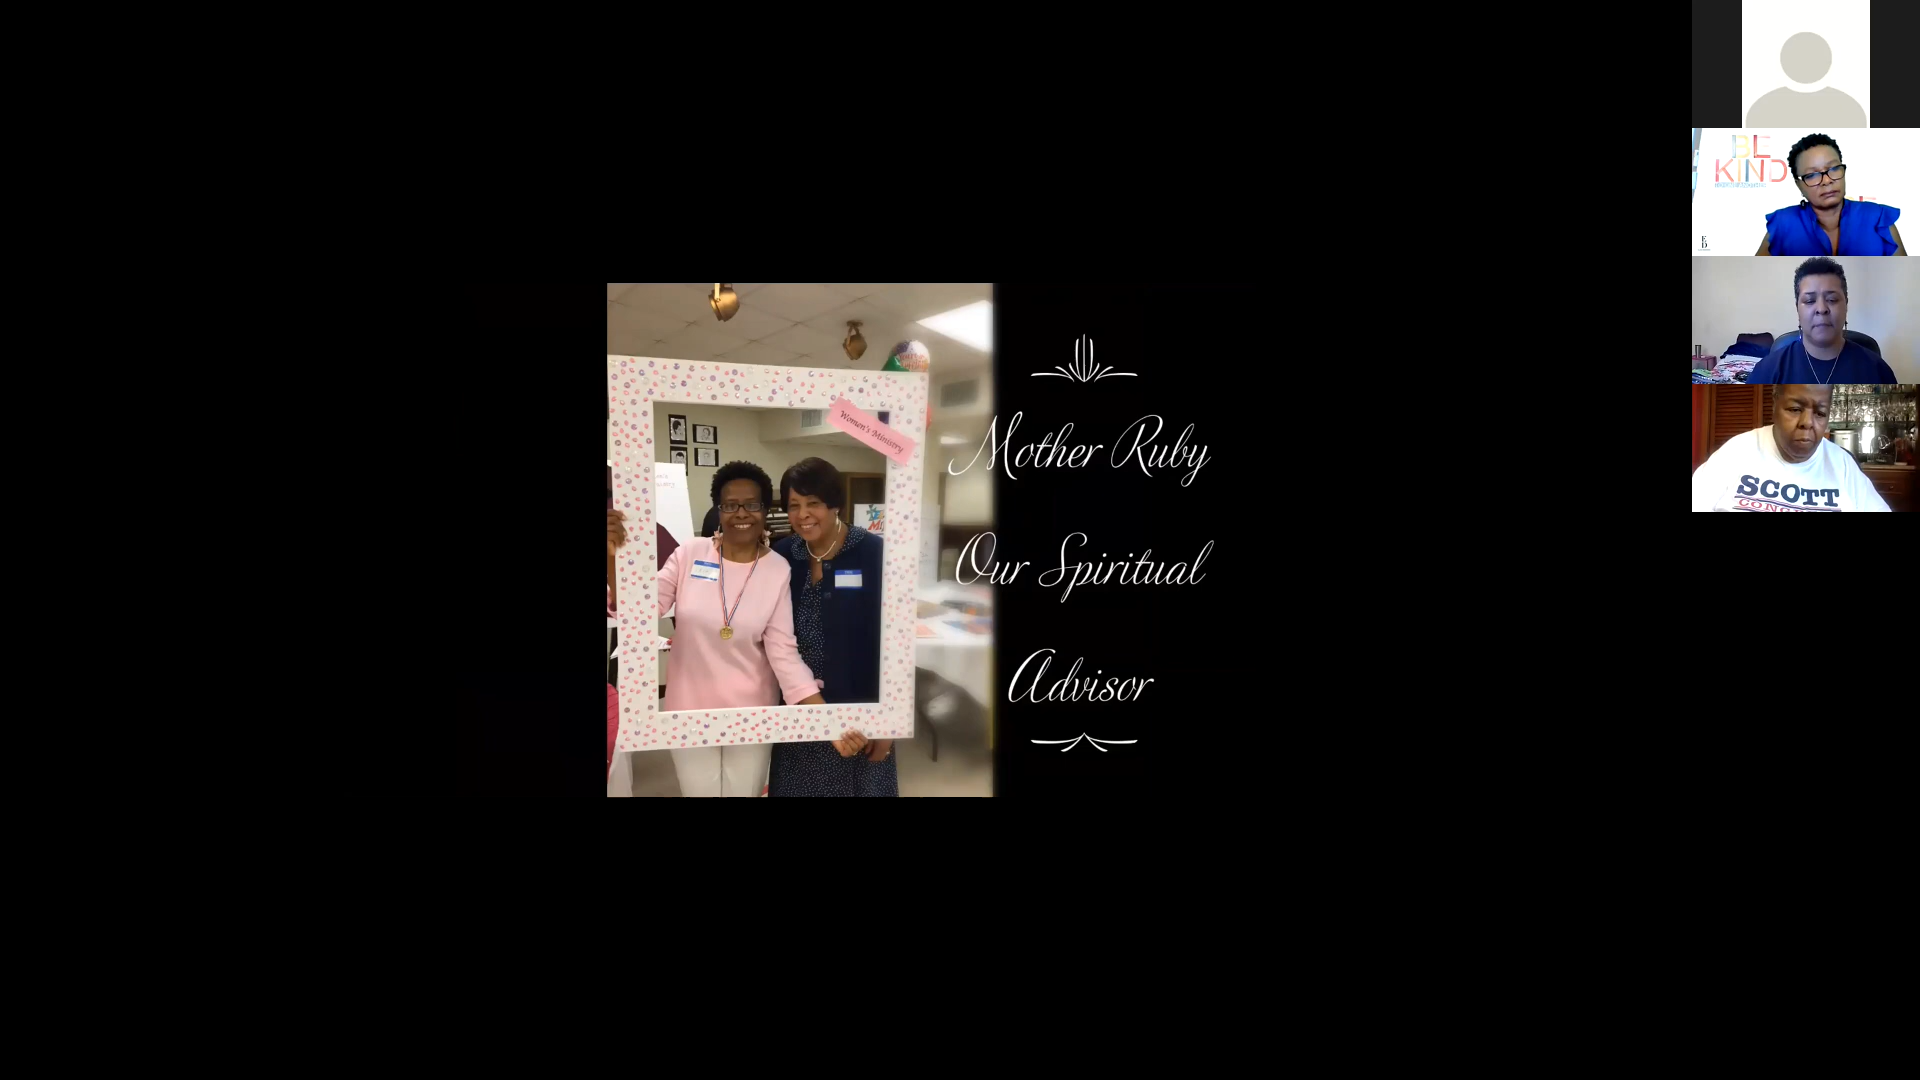 Women's Ministry
Mother Ruby
Our Spiritual
Advisor
BE
KIND
E
D
SCOTT